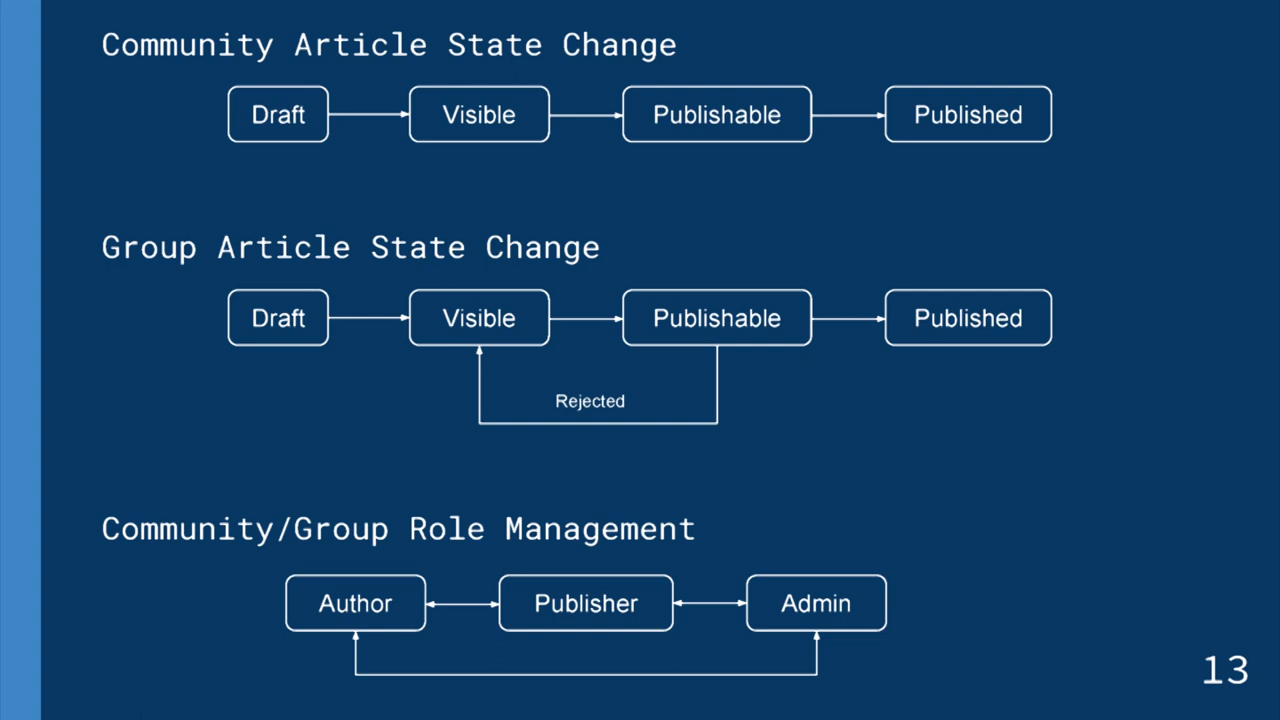 Community Article State Change
Draft Visible Publishable Published
Group Article State Change
Draft Visible Publishable Published
Rejected
Community/Group Role Management
Author Publisher Admin
13